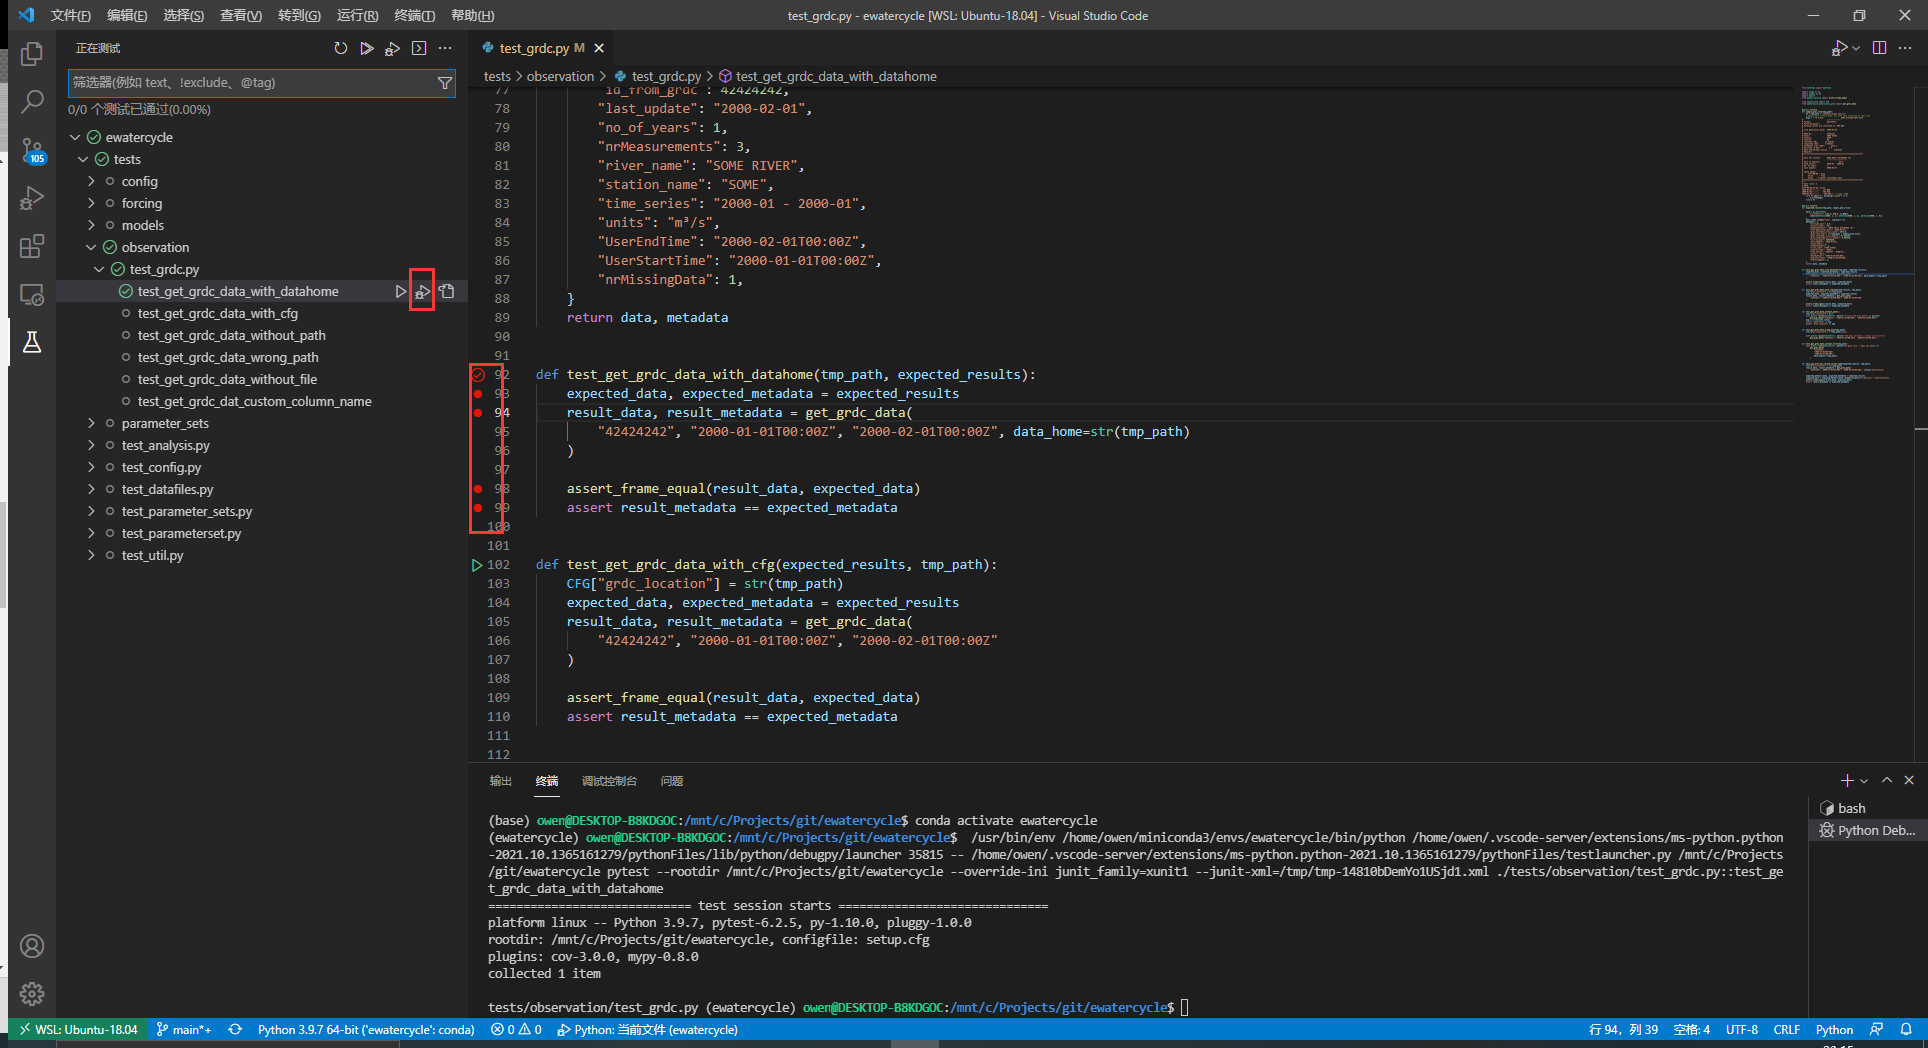 文件(F) 编辑(E) 选择(S) 查看(V) 转到(G) 运行(R) 终端(T) 帮助(H)
test_grdc.py - ewatercycle [WSL: Ubuntu-18.04] - Visual Studio Code
正在测试
筛选器(例如 text、!exclude、@tag)
0/0 个测试已通过(0.00%)
ewatercycle
tests
config
forcing
models
observation
test_grdc.py
test_get_grdc_data_with_datahome
test_get_grdc_data_with_cfg
test_get_grdc_data_without_path
test_get_grdc_data_wrong_path
test_get_grdc_data_without_file
test_get_grdc_dat_custom_column_name
parameter_sets
test_analysis.py
test_config.py
test_datafiles.py
test_parameter_sets.py
test_parameterset.py
test_util.py
105
test_grdc.py M
tests > observation > test_grdc.py > test_get_grdc_data_with_datahome
77 "id_from_grdc": 42424242,
78 "last_update": "2000-02-01",
79 "no_of_years": 1,
80 "nrMeasurements": 3,
81 "river_name": "SOME RIVER",
82 "station_name": "SOME",
83 "time_series": "2000-01 - 2000-01",
84 "units": "m³/s",
85 "UserEndTime": "2000-02-01T00:00Z",
86 "UserStartTime": "2000-01-01T00:00Z",
87 "nrMissingData": 1,
88 }
89 return data, metadata
90
91
92 def test_get_grdc_data_with_datahome(tmp_path, expected_results):
93 expected_data, expected_metadata = expected_results
94 result_data, result_metadata = get_grdc_data(
95 "42424242", "2000-01-01T00:00Z", "2000-02-01T00:00Z", data_home=str(tmp_path)
96 )
97
98 assert_frame_equal(result_data, expected_data)
99 assert result_metadata == expected_metadata
100
101
102 def test_get_grdc_data_with_cfg(expected_results, tmp_path):
103 CFG["grdc_location"] = str(tmp_path)
104 expected_data, expected_metadata = expected_results
105 result_data, result_metadata = get_grdc_data(
106 "42424242", "2000-01-01T00:00Z", "2000-02-01T00:00Z"
107 )
108
109 assert_frame_equal(result_data, expected_data)
110 assert result_metadata == expected_metadata
111
112
输出 终端 调试控制台 问题
bash
Python Deb...
(base) owen@DESKTOP-B8KDGOC:/mnt/c/Projects/git/ewatercycle$ conda activate ewatercycle
(ewatercycle) owen@DESKTOP-B8KDGOC:/mnt/c/Projects/git/ewatercycle$ /usr/bin/env /home/owen/miniconda3/envs/ewatercycle/bin/python /home/owen/.vscode-server/extensions/ms-python.python
-2021.10.1365161279/pythonFiles/lib/python/debugpy/launcher 35815 -- /home/owen/.vscode-server/extensions/ms-python.python-2021.10.1365161279/pythonFiles/testlauncher.py /mnt/c/Projects
/git/ewatercycle pytest --rootdir /mnt/c/Projects/git/ewatercycle --override-ini junit_family=xunit1 --junit-xml=/tmp/tmp-14810bDemYo1USjd1.xml ./tests/observation/test_grdc.py::test_ge
t_grdc_data_with_datahome
============================= test session starts ==============================
platform linux -- Python 3.9.7, pytest-6.2.5, py-1.10.0, pluggy-1.0.0
rootdir: /mnt/c/Projects/git/ewatercycle, configfile: setup.cfg
plugins: cov-3.0.0, mypy-0.8.0
collected 1 item
tests/observation/test_grdc.py (ewatercycle) owen@DESKTOP-B8KDGOC:/mnt/c/Projects/git/ewatercycle$
WSL: Ubuntu-18.04 main*+ Python 3.9.7 64-bit ('ewatercycle': conda) 0 0 Python: 当前文件 (ewatercycle) 行 94，列 39 空格: 4 UTF-8 CRLF Python